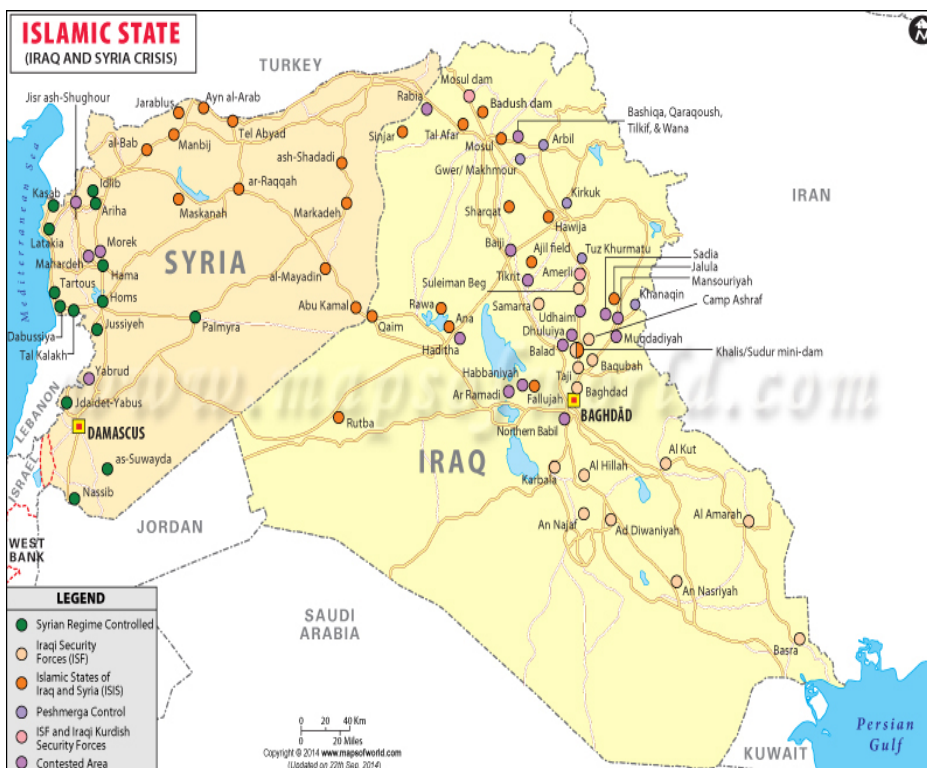 ISLAMIC STATE
(IRAQ AND SYRIA CRISIS)
N
TURKEY
Mosul dam
Jisr ash-Shughour
Jarablus
Ayn al-Arab
Rabia
Badush dam
Bashiqa, Qaraqoush,
Tilkif, & Wana
al-Bab
Manbij
Tel Abyad
Sinjar
Tal Afar
Mosul
Arbil
ash-Shadadi
Gwer/ Makhmour
Mediterranean Sea
Kasab
Idlib
ar-Raqqah
Kirkuk
IRAN
Ariha
Maskanah
Markadeh
Sharqat
Hawija
Latakia
Morek
Baiji
Ajil field
Tuz Khurmatu
Sadia
Mahardeh
SYRIA
Jalula
Hama
al-Mayadin
Tikrit
Amerli
Mansouriyah
Tartous
Suleiman Beg
Khanaqin
Homs
Abu Kamal
Rawa
Samarra
Camp Ashraf
Dabussiya
Jussiyeh
Palmyra
Qaim
Ana
Udhaim
Dhuluiya
Muqdadiyah
Tal Kalakh
Haditha
Balad
Khalis/Sudur mini-dam
Yabrud
Habbaniyah
Taji
Baqubah
www.mapsofworld.com
LEBANON
Jdaidet-Yabus
Ar Ramadi
Fallujah
Baghdad
DAMASCUS
Rutba
BAGHDĀD
Northern Babil
ISRAEL
as-Suwayda
IRAQ
Al Kut
Karbala
Al Hillah
Nassib
JORDAN
An Najaf
Ad Diwaniyah
Al Amarah
WEST
BANK
An Nasriyah
SAUDI
ARABIA
Basra
LEGEND
Syrian Regime Controlled
Iraqi Security
Forces (ISF)
Islamic States of
Iraq and Syria (ISIS)
Peshmerga Control
ISF and Iraqi Kurdish
Security Forces
Contested Area
0 20 40 Km
0 20 Miles
Copyright © 2014 www.mapsofworld.com
(Updated on 22th Sep, 2014)
KUWAIT
Persian
Gulf